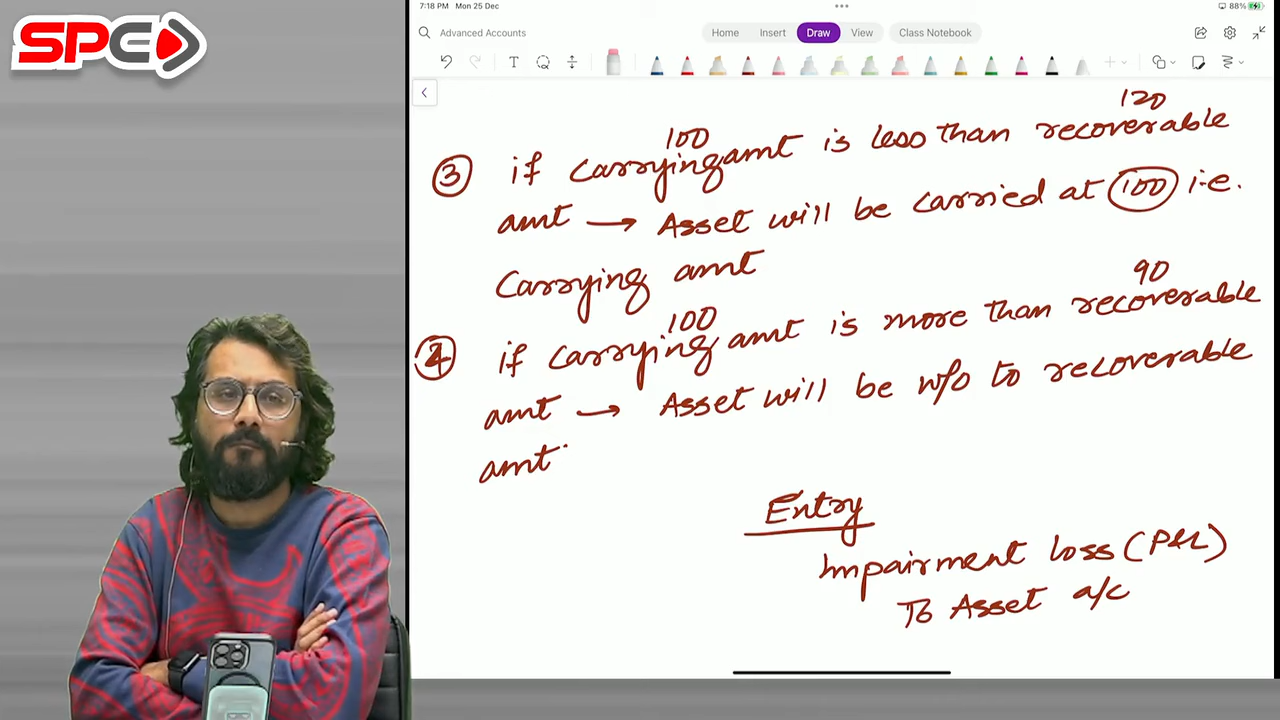 SPC
7:18 PM Mon 25 Dec
88%
Advanced Accounts
Home Insert Draw View Class Notebook
120
100
3 if carrying amt is less than recoverable
amt → Asset will be carried at 100 i.e.
Carrying amt
90
100
4 if carrying amt is more than recoverable
amt → Asset will be w/o to recoverable
amt
Entry
Impairment loss (P&L)
To Asset a/c